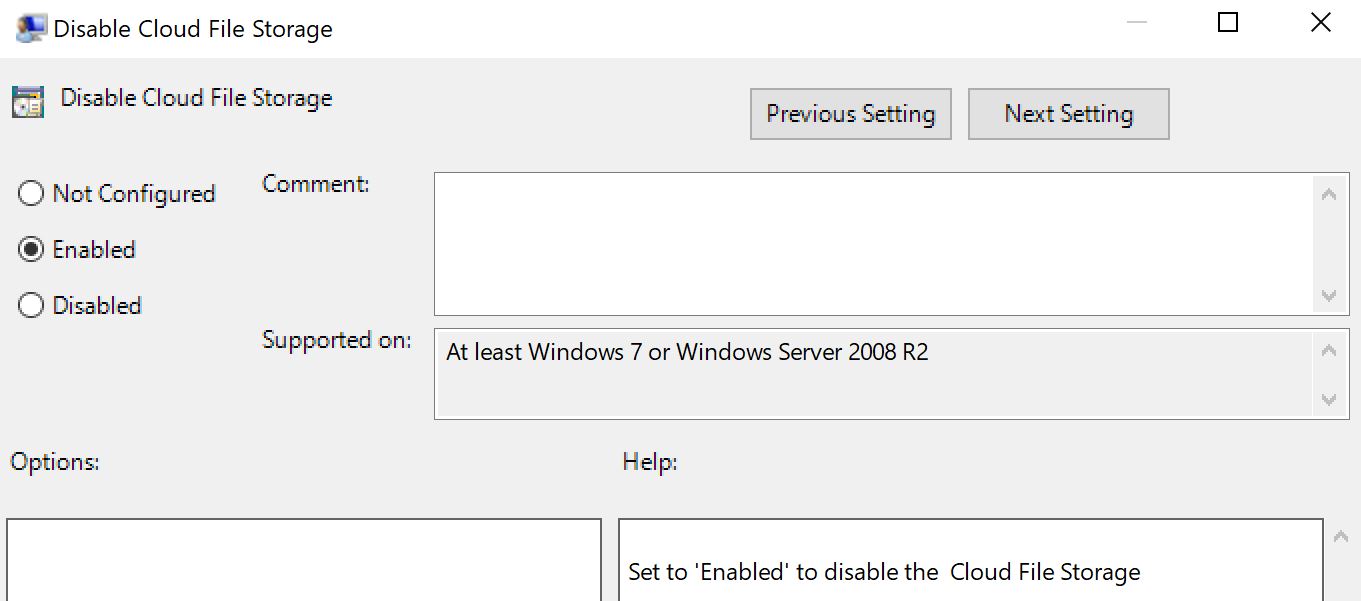 Disable Cloud File Storage
Disable Cloud File Storage
Previous Setting
Next Setting
Not Configured
Enabled
Disabled
Comment:
Supported on:
At least Windows 7 or Windows Server 2008 R2
Options:
Help:
Set to 'Enabled' to disable the  Cloud File Storage